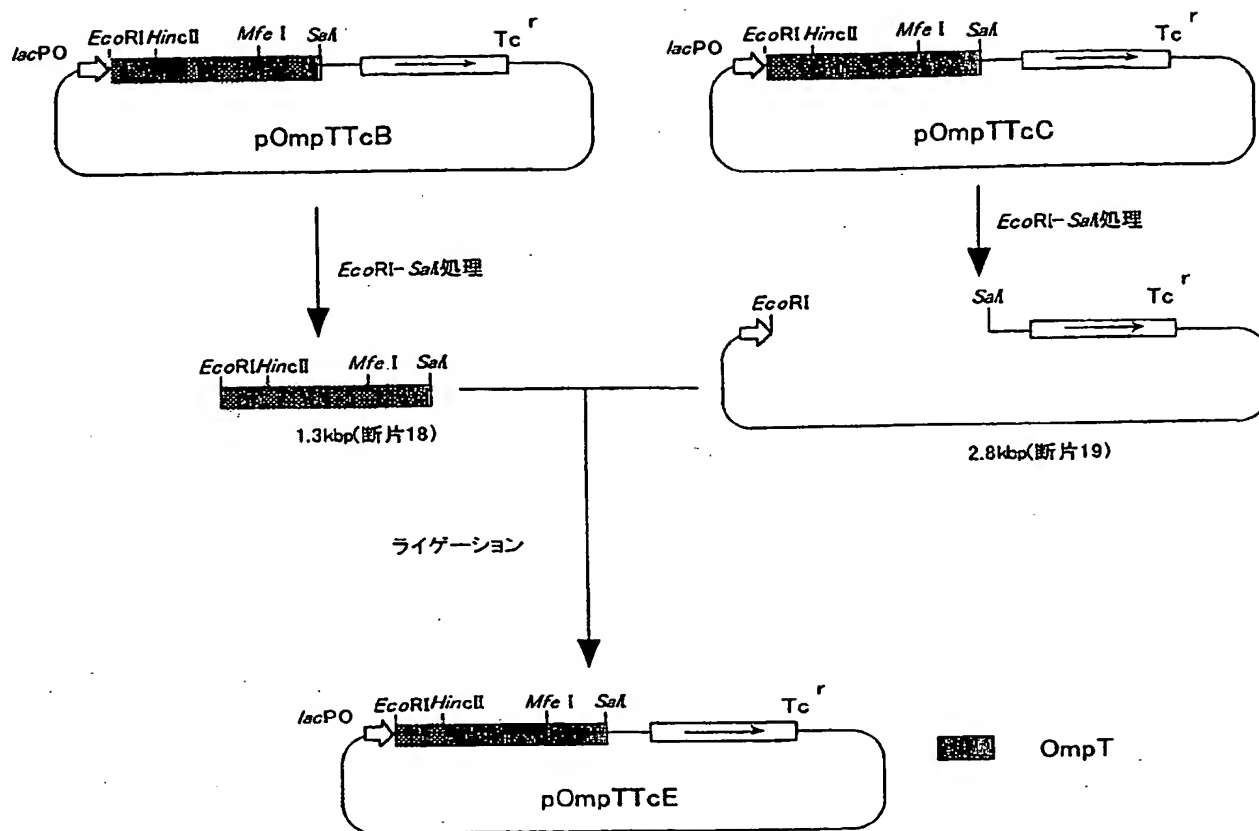 lacPO EcoRI HincII Mfe I SalI Tc r
pOmpTTcB
lacPO EcoRI HincII Mfe I SalI Tc r
pOmpTTcC
EcoRI-SalI処理
EcoRI-SalI処理
EcoRI HincII Mfe I SalI
1.3kbp(断片18)
EcoRI SalI Tc r
2.8kbp(断片19)
ライゲーション
lacPO EcoRI HincII Mfe I SalI Tc r
pOmpTTcE
OmpT